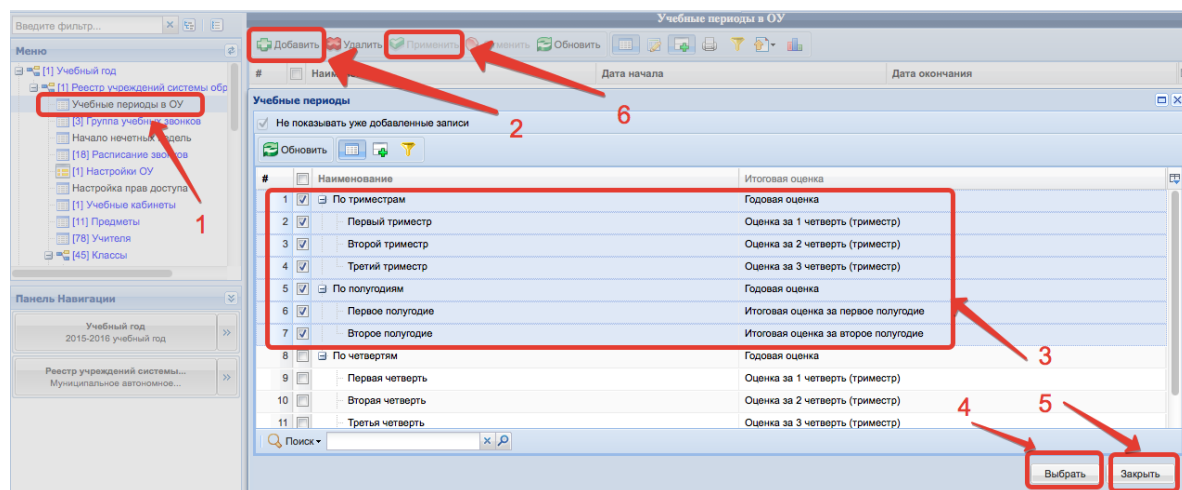 Учебные периоды в ОУ
Введите фильтр...
Добавить Удалить Применить Отменить Обновить
Меню
# Наим Дата начала Дата окончания
[1] Учебный год
[1] Реестр учреждений системы обр
Учебные периоды в ОУ
[3] Группа учебных звонков
Начало нечетных недель
[18] Расписание звонков
[1] Настройки ОУ
Настройка прав доступа
[1] Учебные кабинеты
[11] Предметы
[78] Учителя
[45] Классы
1
2
6
Учебные периоды
Не показывать уже добавленные записи
Обновить
# Наименование Итоговая оценка
1 По триместрам Годовая оценка
2 Первый триместр Оценка за 1 четверть (триместр)
3 Второй триместр Оценка за 2 четверть (триместр)
4 Третий триместр Оценка за 3 четверть (триместр)
5 По полугодиям Годовая оценка
6 Первое полугодие Итоговая оценка за первое полугодие
7 Второе полугодие Итоговая оценка за второе полугодие
8 По четвертям Годовая оценка
9 Первая четверть Оценка за 1 четверть (триместр)
10 Вторая четверть Оценка за 2 четверть (триместр)
11 Третья четверть Оценка за 3 четверть (триместр)
3
4
5
Поиск
Выбрать Закрыть
Панель Навигации
Учебный год
2015-2016 учебный год
Реестр учреждений системы...
Муниципальное автономное...